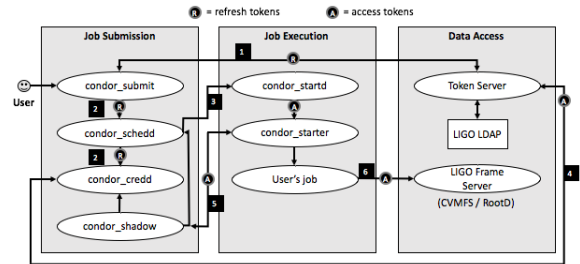 R = refresh tokens A = access tokens
Job Submission
Job Execution
Data Access
1
R
User
condor_submit
condor_startd
Token Server
2
R
3
A
A
condor_schedd
condor_starter
LIGO LDAP
2
R
condor_credd
A
User's job
6
A
LIGO Frame
Server
4
5
(CVMFS / RootD)
condor_shadow